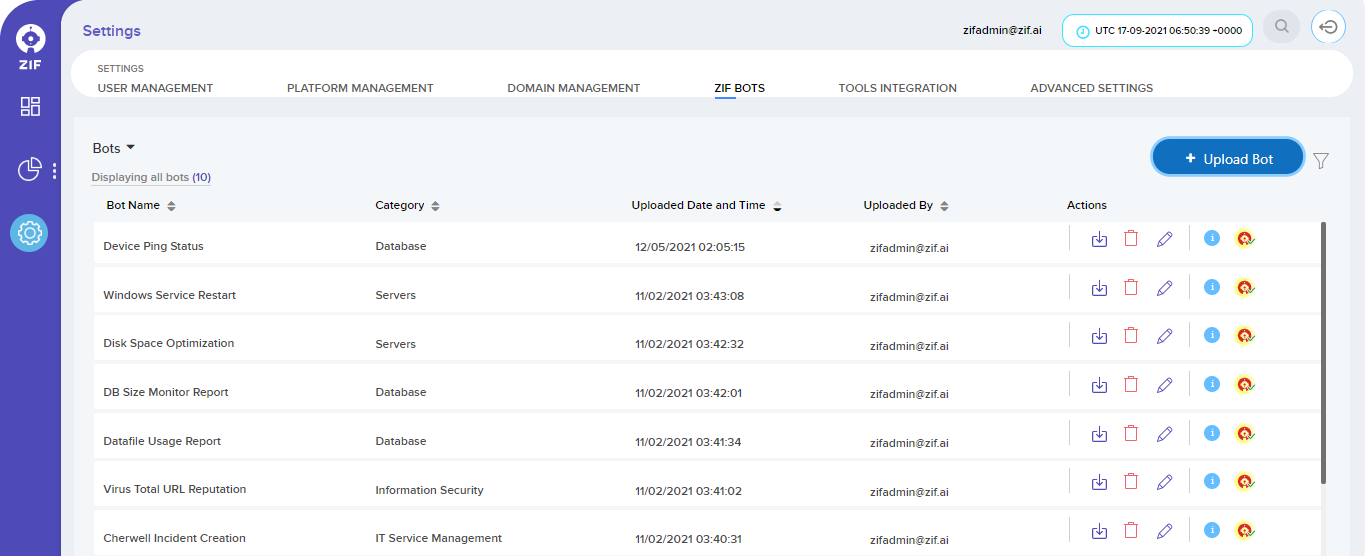 Settings
zifadmin@zif.ai
UTC 17-09-2021 06:50:39 +0000
ZIF
SETTINGS
USER MANAGEMENT PLATFORM MANAGEMENT DOMAIN MANAGEMENT ZIF BOTS TOOLS INTEGRATION ADVANCED SETTINGS
Bots
+ Upload Bot
Displaying all bots (10)
Bot Name Category Uploaded Date and Time Uploaded By Actions
Device Ping Status Database 12/05/2021 02:05:15 zifadmin@zif.ai i
Windows Service Restart Servers 11/02/2021 03:43:08 zifadmin@zif.ai i
Disk Space Optimization Servers 11/02/2021 03:42:32 zifadmin@zif.ai i
DB Size Monitor Report Database 11/02/2021 03:42:01 zifadmin@zif.ai i
Datafile Usage Report Database 11/02/2021 03:41:34 zifadmin@zif.ai i
Virus Total URL Reputation Information Security 11/02/2021 03:41:02 zifadmin@zif.ai i
Cherwell Incident Creation IT Service Management 11/02/2021 03:40:31 zifadmin@zif.ai i